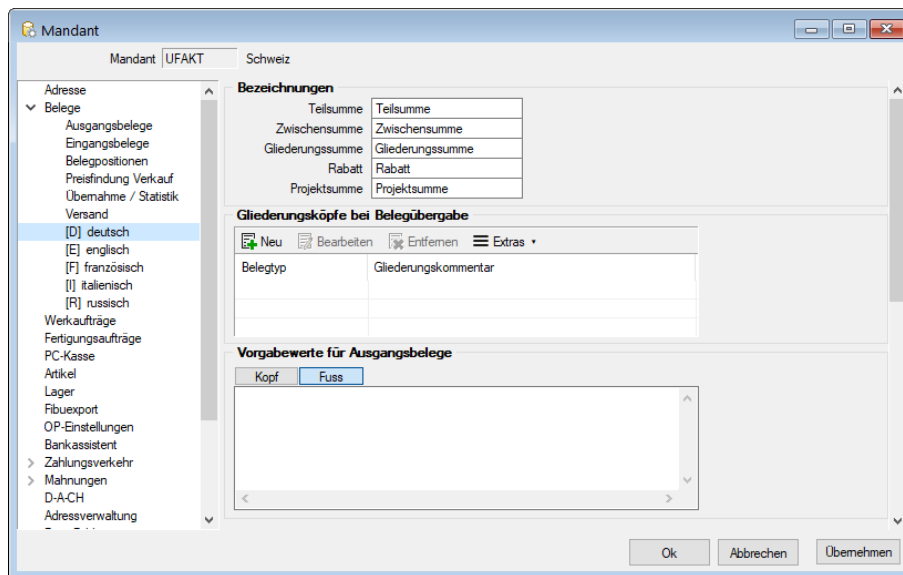 Mandant
Mandant UFAKT Schweiz
Adresse
Belege
Ausgangsbelege
Eingangsbelege
Belegpositionen
Preisfindung Verkauf
Übernahme / Statistik
Versand
[D] deutsch
[E] englisch
[F] französisch
[I] italienisch
[R] russisch
Werkaufträge
Fertigungsaufträge
PC-Kasse
Artikel
Lager
Fibuexport
OP-Einstellungen
Bankassistent
Zahlungsverkehr
Mahnungen
D-A-CH
Adressverwaltung
Bezeichnungen
Teilsumme Teilsumme
Zwischensumme Zwischensumme
Gliederungssumme Gliederungssumme
Rabatt Rabatt
Projektsumme Projektsumme
Gliederungsköpfe bei Belegübergabe
Neu Bearbeiten Entfernen Extras
Belegtyp Gliederungskommentar
Vorgabewerte für Ausgangsbelege
Kopf Fuss
Ok Abbrechen Übernehmen